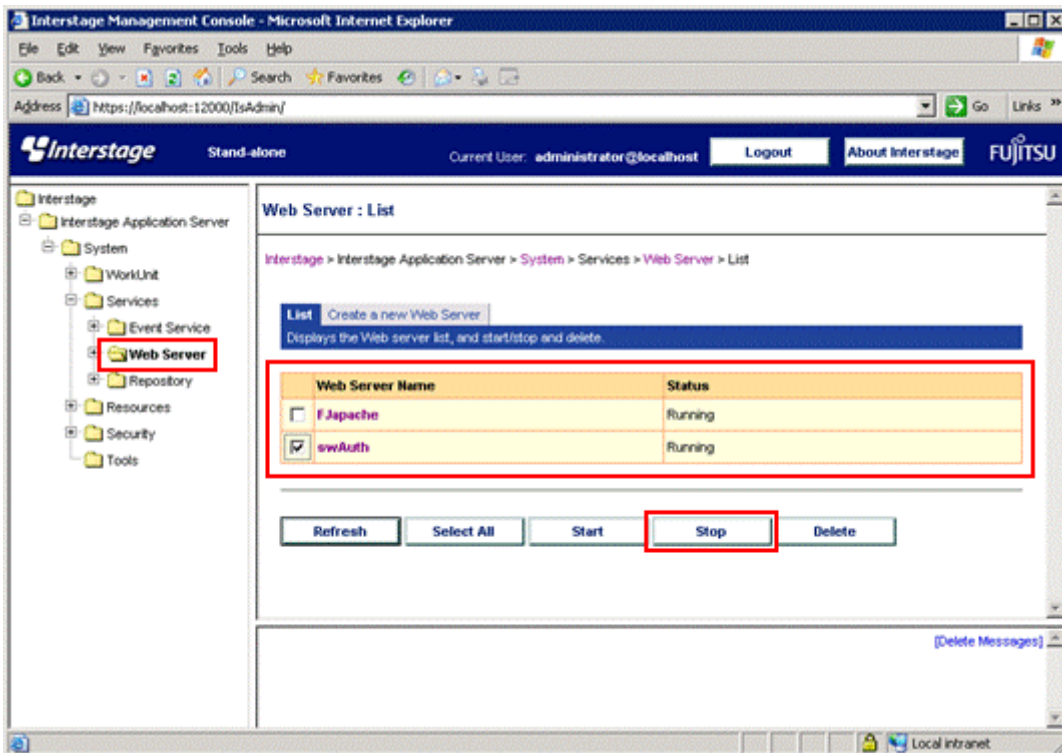 Interstage Management Console - Microsoft Internet Explorer
File Edit View Favorites Tools Help
Back Search Favorites
Address https://localhost:12000/IsAdmin/ Go Links »
Interstage Stand-alone Current User: administrator@localhost Logout About Interstage FUJITSU
Interstage
Interstage Application Server
System
WorkUnit
Services
Event Service
Web Server
Repository
Resources
Security
Tools
Web Server : List
Interstage > Interstage Application Server > System > Services > Web Server > List
List Create a new Web Server
Displays the Web server list, and start/stop and delete.
Web Server Name Status
FJapache Running
swAuth Running
Refresh Select All Start Stop Delete
[Delete Messages]
Local intranet